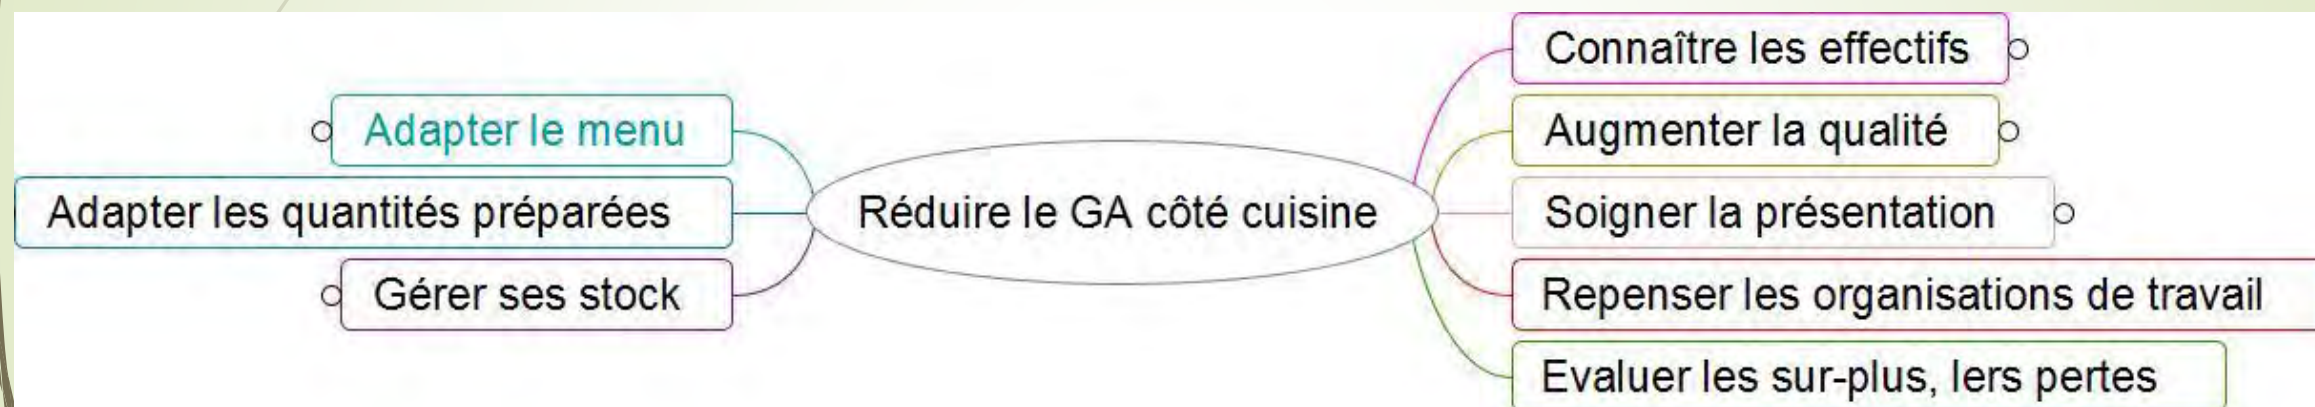 Adapter le menu
Adapter les quantités préparées
Gérer ses stock
Réduire le GA côté cuisine
Connaître les effectifs
Augmenter la qualité
Soigner la présentation
Repenser les organisations de travail
Evaluer les sur-plus, lers pertes